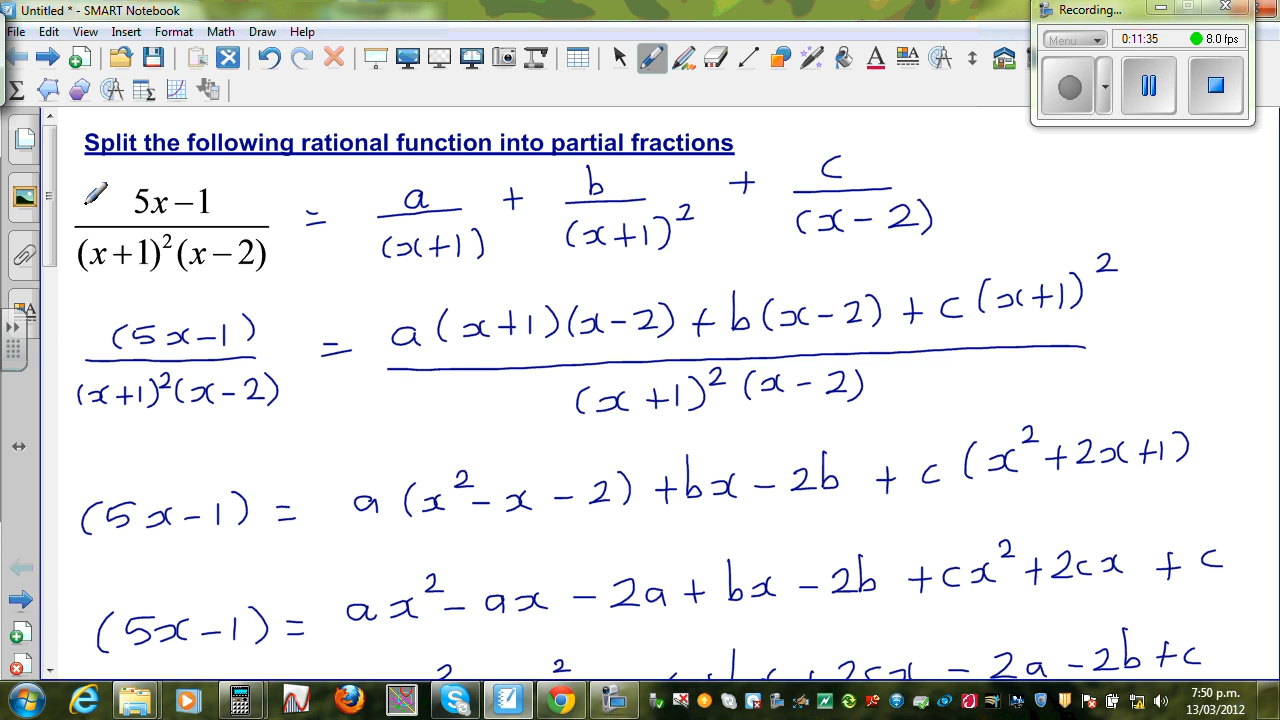 Untitled * - SMART Notebook
Recording...
File Edit View Insert Format Math Draw Help
Menu 0:11:35 8.0 fps
Split the following rational function into partial fractions
5x−1 / (x+1)²(x−2) = a/(x+1) + b/(x+1)² + c/(x−2)
(5x−1) / (x+1)²(x−2) = a(x+1)(x−2) + b(x−2) + c(x+1)² / (x+1)²(x−2)
(5x−1) = a(x²−x−2) + bx − 2b + c(x²+2x+1)
(5x−1) = ax² − ax − 2a + bx − 2b + cx² + 2cx + c
+ 2cx − 2a − 2b + c
7:50 p.m.
13/03/2012